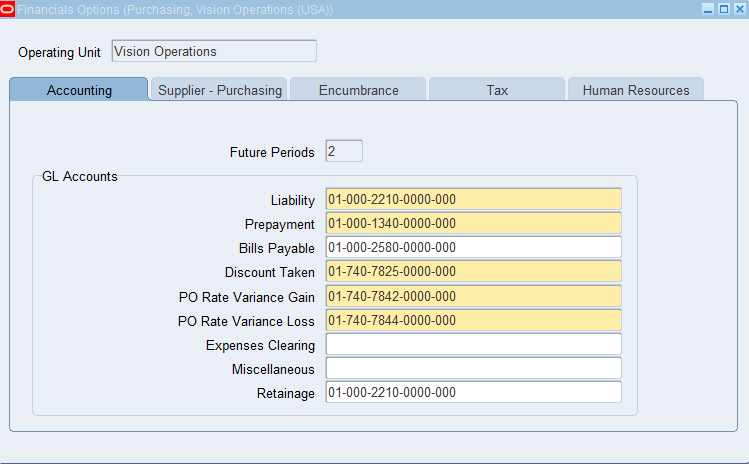 Financials Options (Purchasing, Vision Operations (USA))
Operating Unit Vision Operations
Accounting Supplier - Purchasing Encumbrance Tax Human Resources
Future Periods 2
GL Accounts
Liability 01-000-2210-0000-000
Prepayment 01-000-1340-0000-000
Bills Payable 01-000-2580-0000-000
Discount Taken 01-740-7825-0000-000
PO Rate Variance Gain 01-740-7842-0000-000
PO Rate Variance Loss 01-740-7844-0000-000
Expenses Clearing
Miscellaneous
Retainage 01-000-2210-0000-000